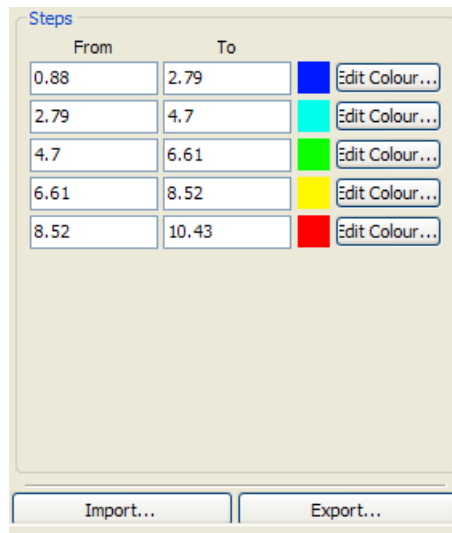 Steps
From To
0.88 2.79 Edit Colour...
2.79 4.7 Edit Colour...
4.7 6.61 Edit Colour...
6.61 8.52 Edit Colour...
8.52 10.43 Edit Colour...
Import... Export...